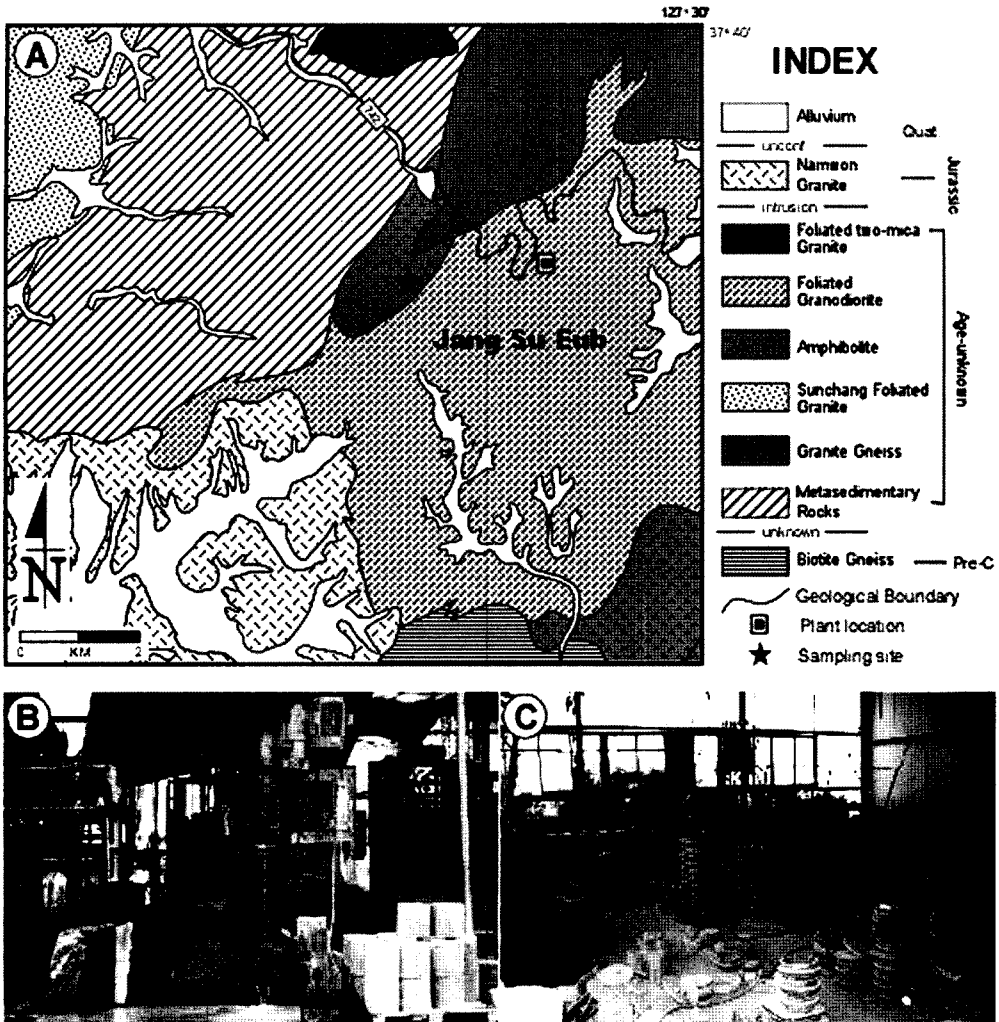 127° 30'
37° 40'
A
INDEX
Alluvium
Quat.
unconf.
Namwon
Granite
Jurassic
intrusion
Foliated two-mica
Granite
Foliated
Granodiorite
Amphibolite
Age-unknown
Sunchang Foliated
Granite
Granite Gneiss
Metasedimentary
Rocks
unknown
Biotite Gneiss
Pre-C
Geological Boundary
Plant location
Sampling site
Jang Su Eub
N
0 KM 2
B
C